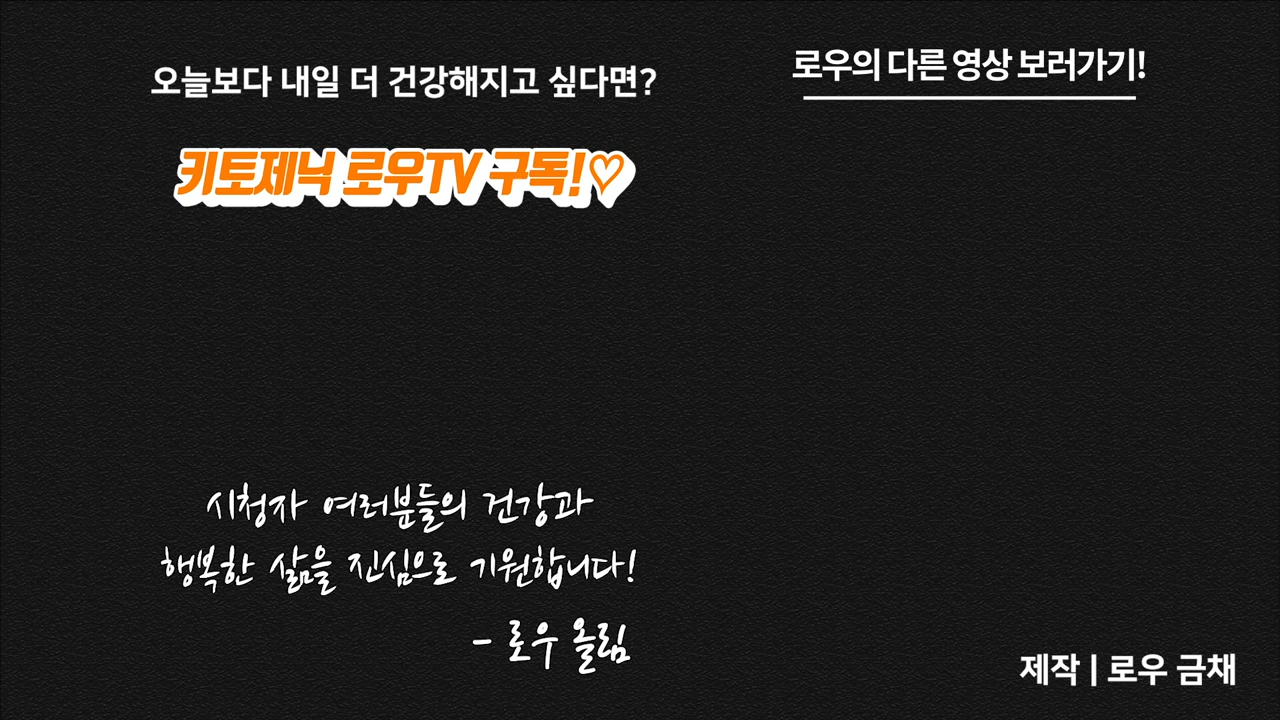 오늘보다 내일 더 건강해지고 싶다면?
키토제닉 로우TV 구독!♡
시청자 여러분들의 건강과
행복한 삶을 진심으로 기원합니다!
- 로우 올림
로우의 다른 영상 보러가기!
제작 | 로우 금채